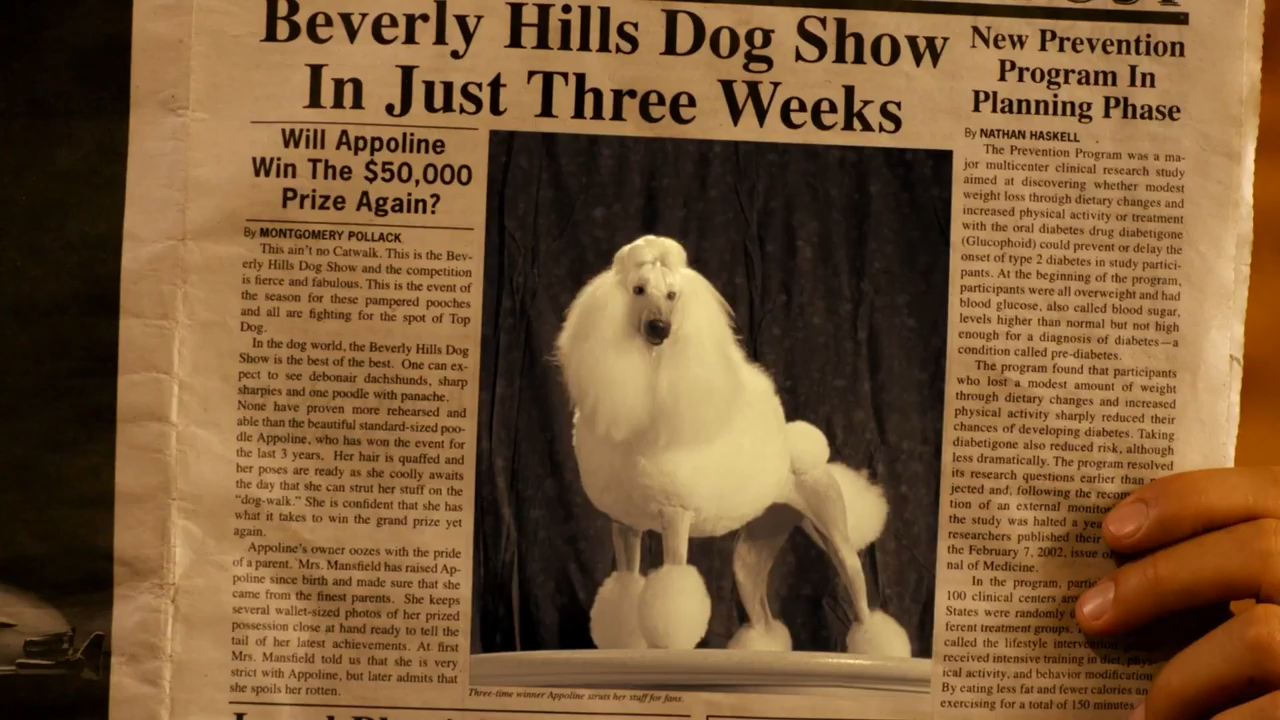 Beverly Hills Dog Show
In Just Three Weeks
Will Appoline
Win The $50,000
Prize Again?
By MONTGOMERY POLLACK
This ain't no Catwalk. This is the Bev-
erly Hills Dog Show and the competition
is fierce and fabulous. This is the event of
the season for these pampered pooches
and all are fighting for the spot of Top
Dog.
In the dog world, the Beverly Hills Dog
Show is the best of the best. One can ex-
pect to see debonair dachshunds, sharp
sharpies and one poodle with panache.
None have proven more rehearsed and
able than the beautiful standard-sized poo-
dle Appoline, who has won the event for
the last 3 years. Her hair is quaffed and
her poses are ready as she coolly awaits
the day that she can strut her stuff on the
"dog-walk." She is confident that she has
what it takes to win the grand prize yet
again.
Appoline's owner oozes with the pride
of a parent. Mrs. Mansfield has raised Ap-
poline since birth and made sure that she
came from the finest parents. She keeps
several wallet-sized photos of her prized
possession close at hand ready to tell the
tail of her latest achievements. At first
Mrs. Mansfield told us that she is very
strict with Appoline, but later admits that
she spoils her rotten.
Three-time winner Appoline struts her stuff for fans.
New Prevention
Program In
Planning Phase
By NATHAN HASKELL
The Prevention Program was a ma-
jor multicenter clinical research study
aimed at discovering whether modest
weight loss through dietary changes and
increased physical activity or treatment
with the oral diabetes drug diabetigone
(Glucophoid) could prevent or delay the
onset of type 2 diabetes in study partici-
pants. At the beginning of the program,
participants were all overweight and had
blood glucose, also called blood sugar,
levels higher than normal but not high
enough for a diagnosis of diabetes—a
condition called pre-diabetes.
The program found that participants
who lost a modest amount of weight
through dietary changes and increased
physical activity sharply reduced their
chances of developing diabetes. Taking
diabetigone also reduced risk, although
less dramatically. The program resolved
its research questions earlier than
jected and, following the recom
tion of an external monitor
the study was halted a yea
researchers published their
the February 7, 2002, issue o
nal of Medicine.
In the program, parti
100 clinical centers aro
States were randomly d
ferent treatment groups.
called the lifestyle intervention
received intensive training in diet, phys-
ical activity, and behavior modification
By eating less fat and fewer calories an
exercising for a total of 150 minutes